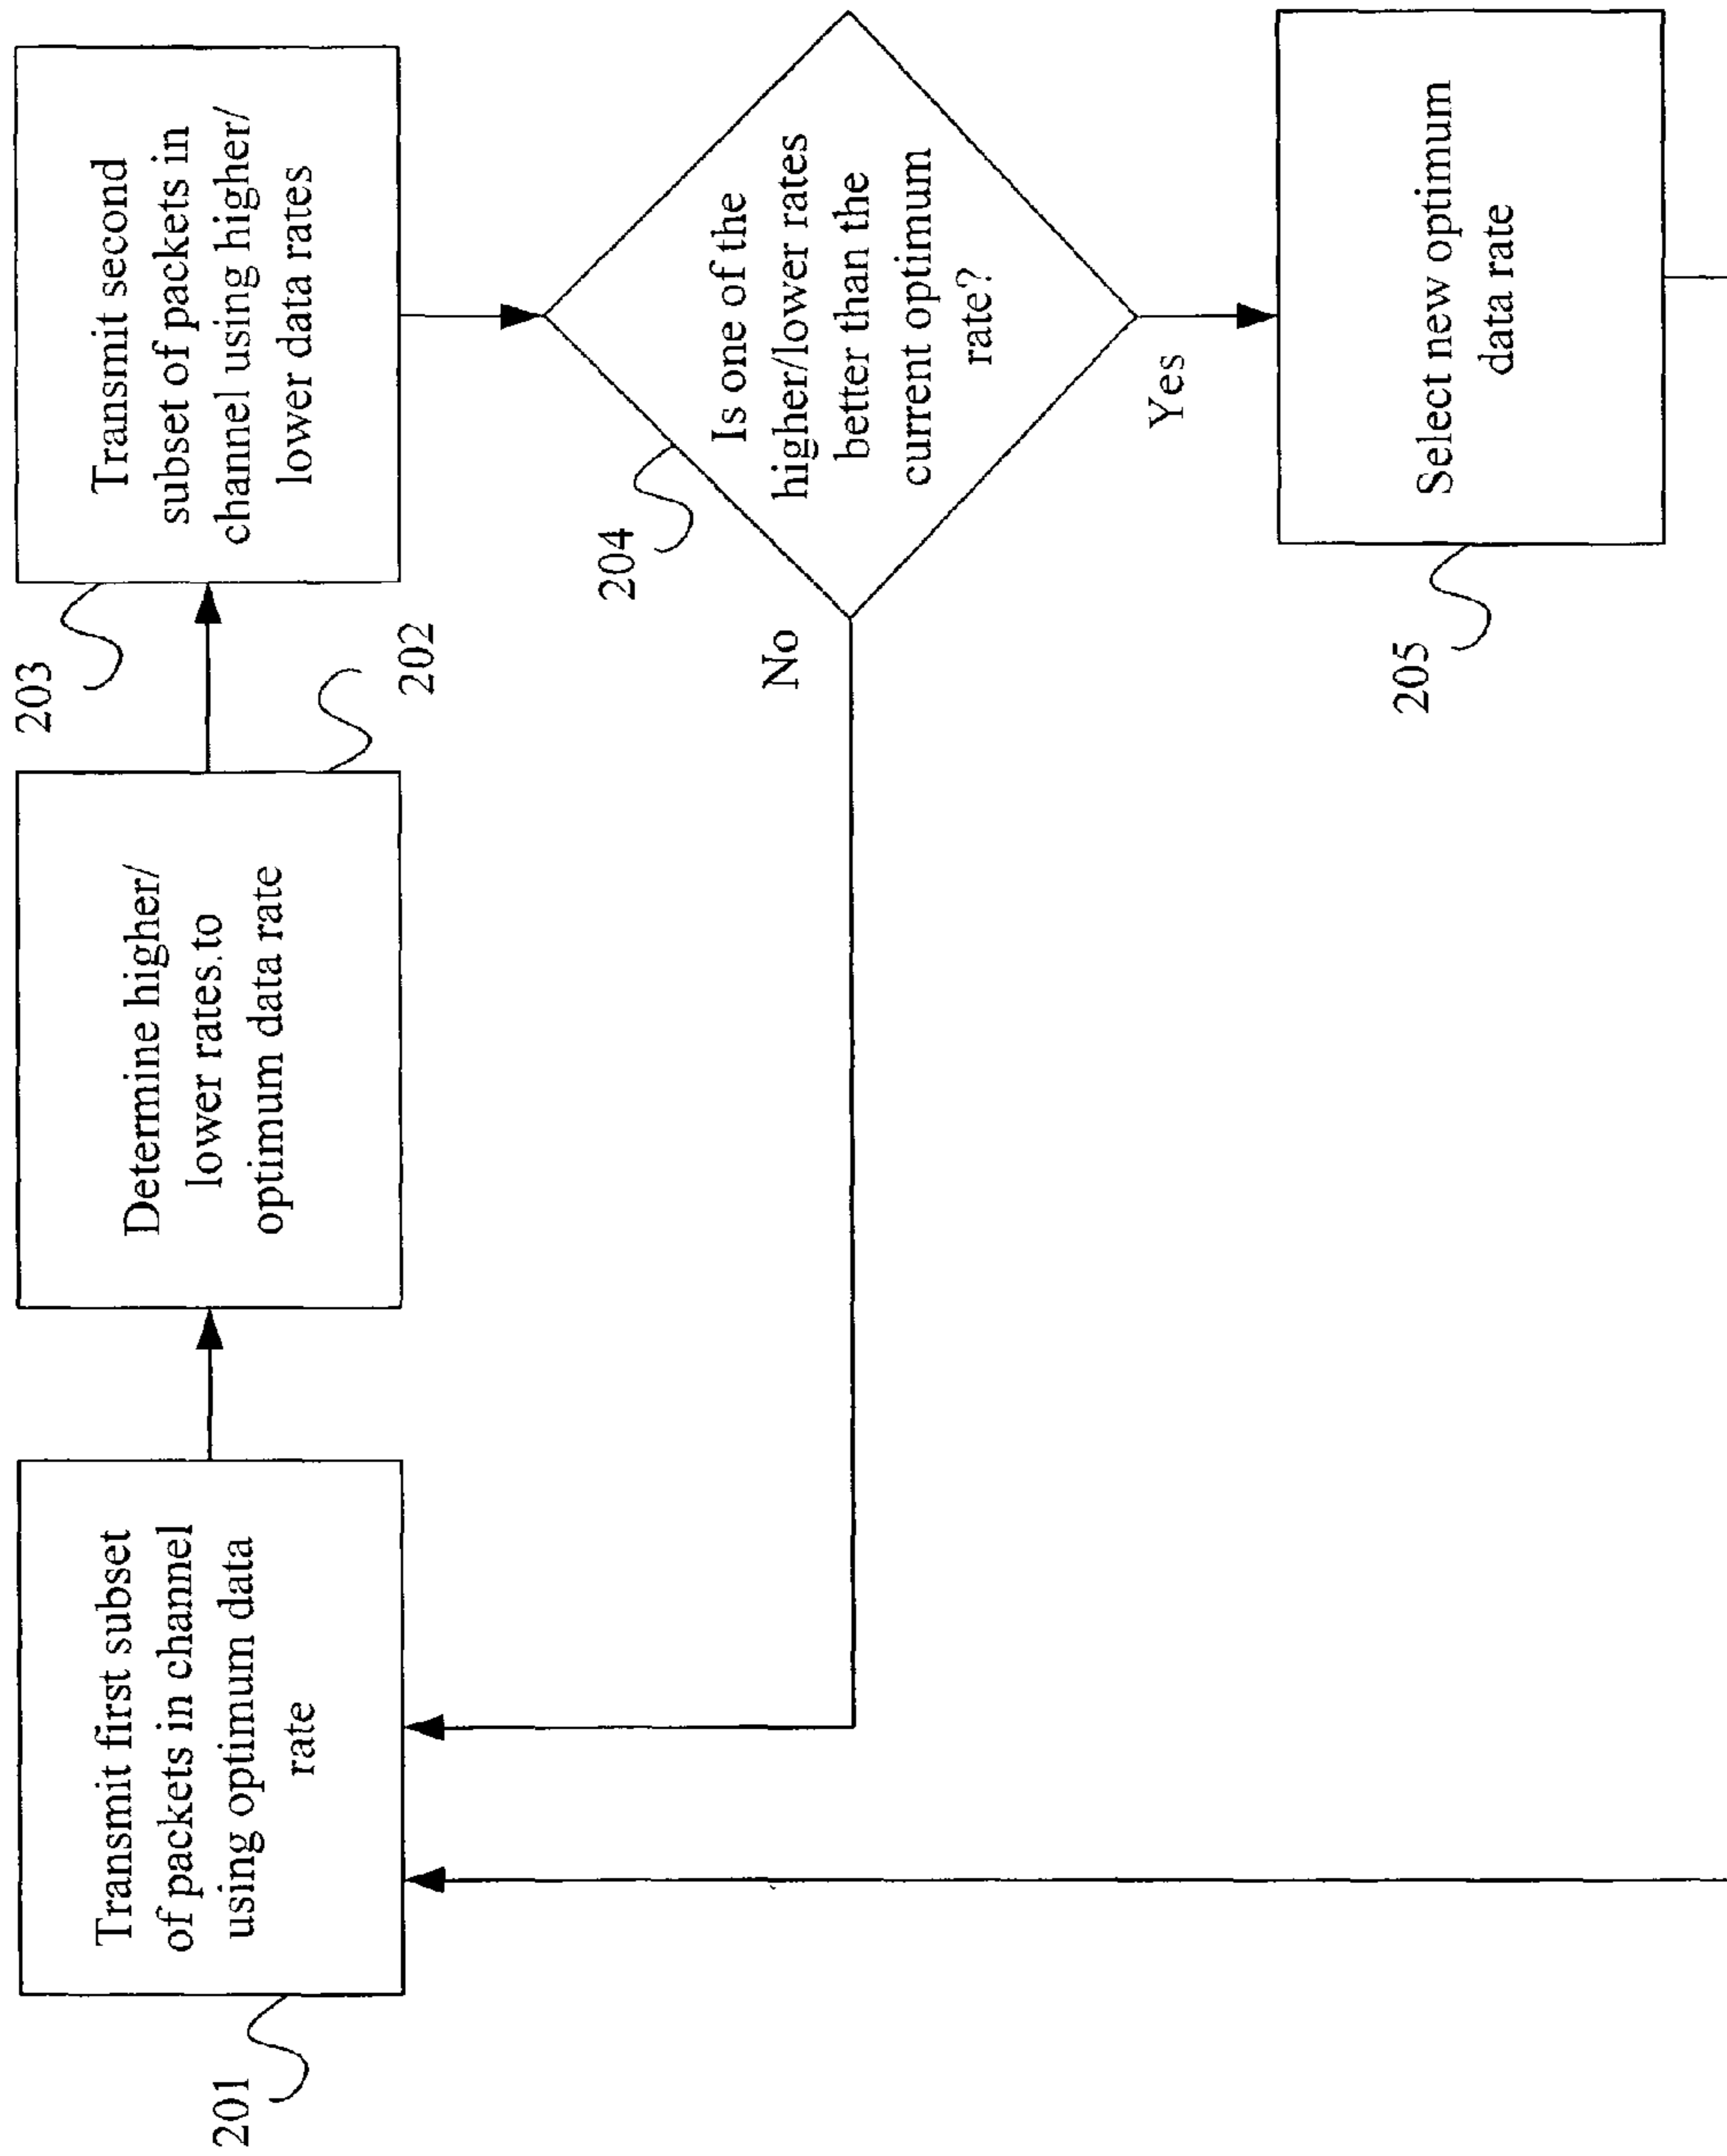 201
Transmit first subset
of packets in channel
using optimum data
rate
Determine higher/
lower rates to
optimum data rate
202
203
Transmit second
subset of packets in
channel using higher/
lower data rates
204
Is one of the
higher/lower rates
better than the
current optimum
rate?
No
Yes
205
Select new optimum
data rate